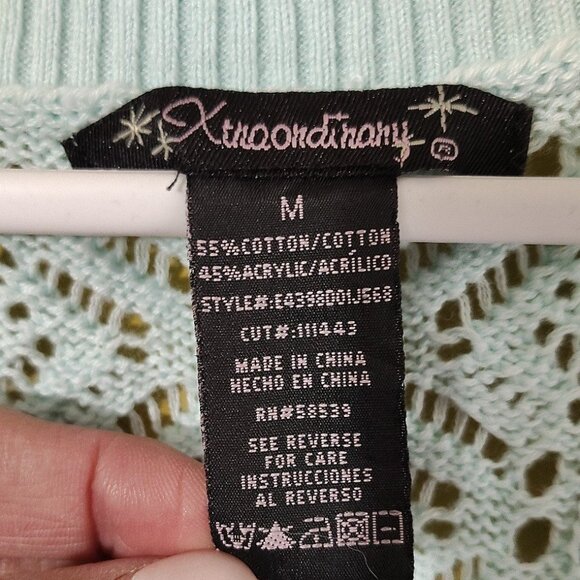 Xtraordinary ®
M
55%COTTON/COTTON
45%ACRYLIC/ACRÍLICO
STYLE#:E4398D01J568
CUT#:111443
MADE IN CHINA
HECHO EN CHINA
RN#58539
SEE REVERSE
FOR CARE
INSTRUCCIONES
AL REVERSO